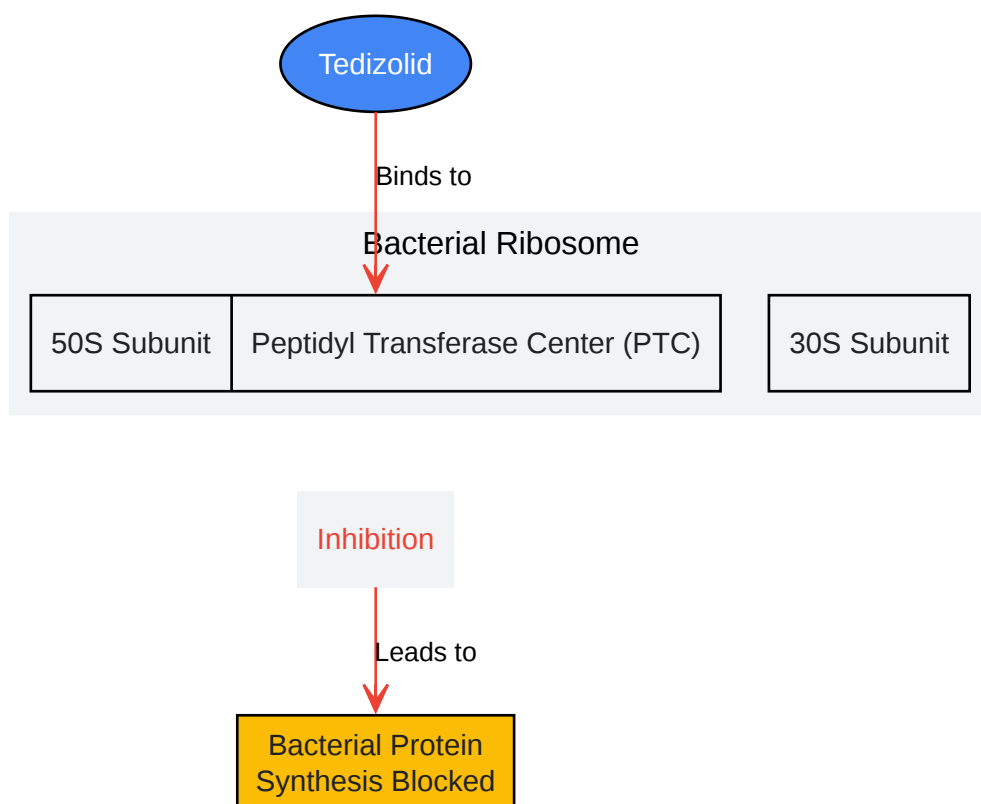 Tedizolid
Binds to
Bacterial Ribosome
50S Subunit
Peptidyl Transferase Center (PTC)
30S Subunit
Inhibition
Leads to
Bacterial Protein
Synthesis Blocked